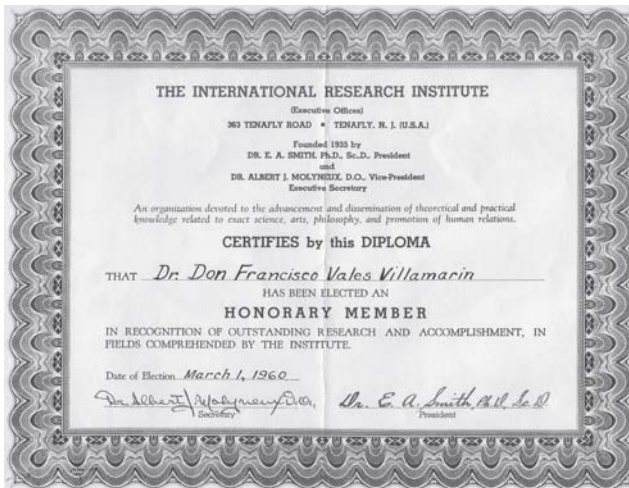 THE INTERNATIONAL RESEARCH INSTITUTE
(Executive Offices)
363 TENAFLY ROAD • TENAFLY, N. J. (U.S.A.)
Founded 1935 by
DR. E. A. SMITH, Ph.D., Sc.D., President
and
DR. ALBERT J. MOLYNEUX, D.O., Vice-President
Executive Secretary
An organization devoted to the advancement and dissemination of theoretical and practical
knowledge related to exact science, arts, philosophy, and promotion of human relations.
CERTIFIES by this DIPLOMA
THAT Dr. Don Francisco Vales Villamarin
HAS BEEN ELECTED AN
HONORARY MEMBER
IN RECOGNITION OF OUTSTANDING RESEARCH AND ACCOMPLISHMENT, IN
FIELDS COMPREHENDED BY THE INSTITUTE.
Date of Election March 1, 1960
Dr. Albert J. Molyneux D.O., Dr. E. A. Smith, Ph.D, Sc.D
Secretary President